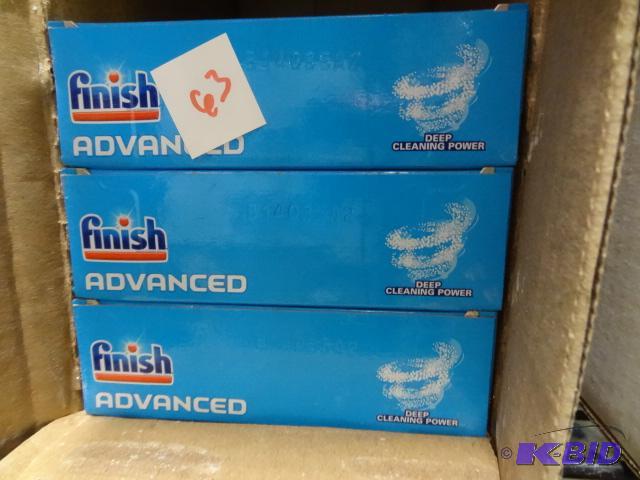 finish
ADVANCED
63
DEEP
CLEANING POWER
finish
ADVANCED
DEEP
CLEANING POWER
finish
ADVANCED
DEEP
CLEANING POWER
© K-BID